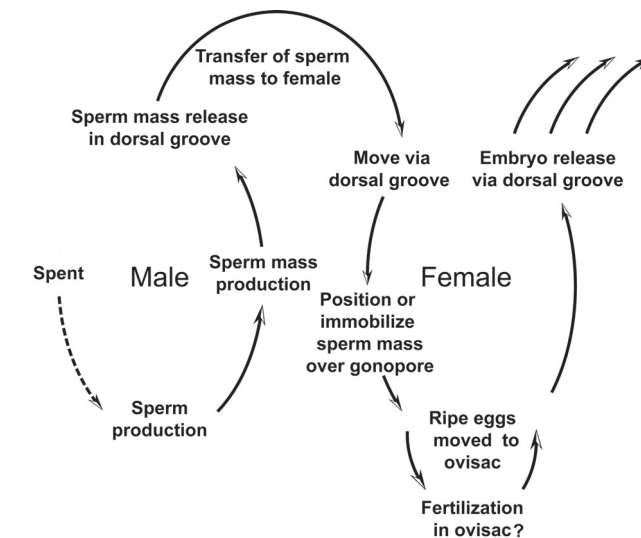 Transfer of sperm
mass to female
Sperm mass release
in dorsal groove
Move via
dorsal groove
Embryo release
via dorsal groove
Spent
Male
Sperm mass
production
Female
Position or
immobilize
sperm mass
over gonopore
Sperm
production
Ripe eggs
moved to
ovisac
Fertilization
in ovisac?